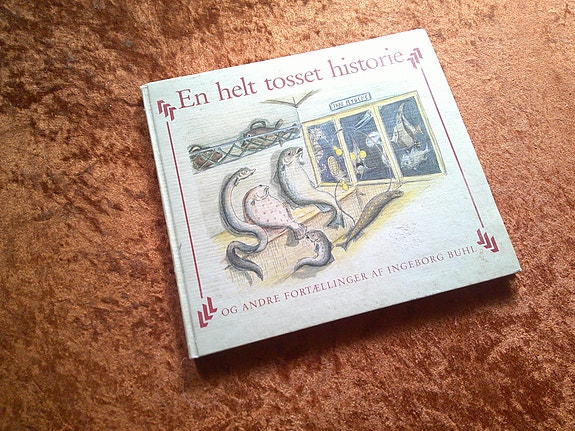 En helt tosset historie
OG ANDRE FORTÆLLINGER AF INGEBORG BUHL